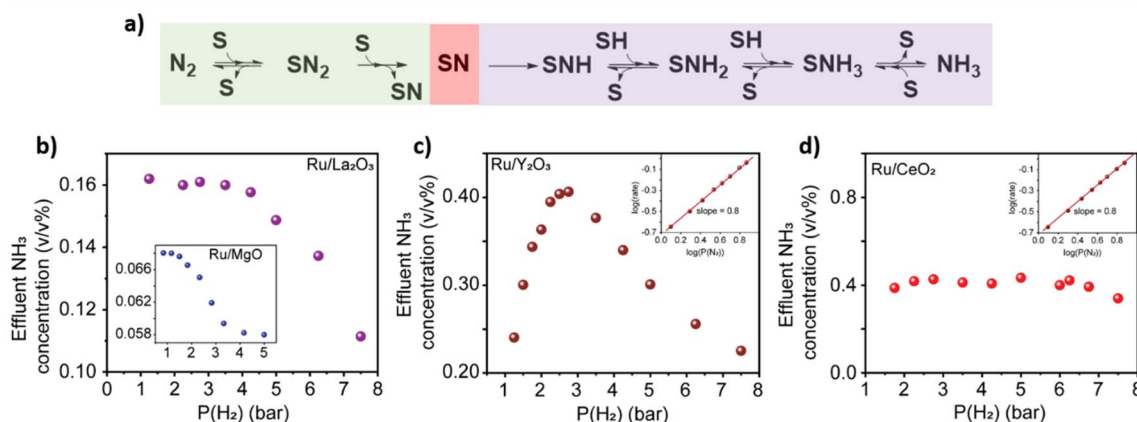 a)
S SH SH S
N₂ SN₂ S SN SNH SNH₂ SNH₃ NH₃
S SN S S S
b)
Ru/La₂O₃
0.16
0.14
0.12
0.10
Effluent NH₃
concentration (v/v%)
Ru/MgO
0.066
0.062
0.058
0 1 2 3 4 5
0 1 2 3 4 5 6 7 8
P(H₂) (bar)
c)
Ru/Y₂O₃
0.40
0.30
0.20
Effluent NH₃
concentration (v/v%)
log(rate)
-0.1
-0.3
-0.5
-0.7
slope = 0.8
0.0 0.2 0.4 0.6 0.8
log(P(N₂))
1 2 3 4 5 6 7 8
P(H₂) (bar)
d)
Ru/CeO₂
0.8
0.4
0.0
Effluent NH₃
concentration (v/v%)
log(rate)
-0.1
-0.3
-0.5
-0.7
slope = 0.8
0.0 0.2 0.4 0.6 0.8
log(P(N₂))
1 2 3 4 5 6 7 8
P(H₂) (bar)